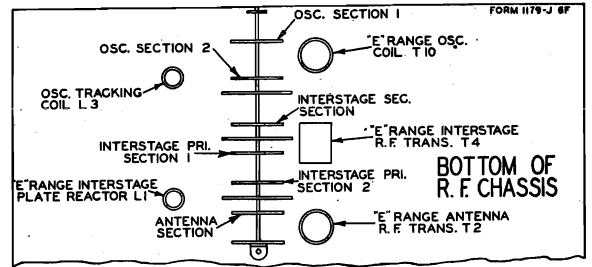 FORM 1179-J 6F
OSC. SECTION 1
"E" RANGE OSC.
COIL T10
OSC. SECTION 2
OSC. TRACKING
COIL L3
INTERSTAGE SEC.
SECTION
"E" RANGE INTERSTAGE
R.F. TRANS. T4
INTERSTAGE PRI.
SECTION 1
INTERSTAGE PRI.
SECTION 2
BOTTOM OF
R.F. CHASSIS
"E" RANGE INTERSTAGE
PLATE REACTOR L1
ANTENNA
SECTION
"E" RANGE ANTENNA
R.F. TRANS. T2